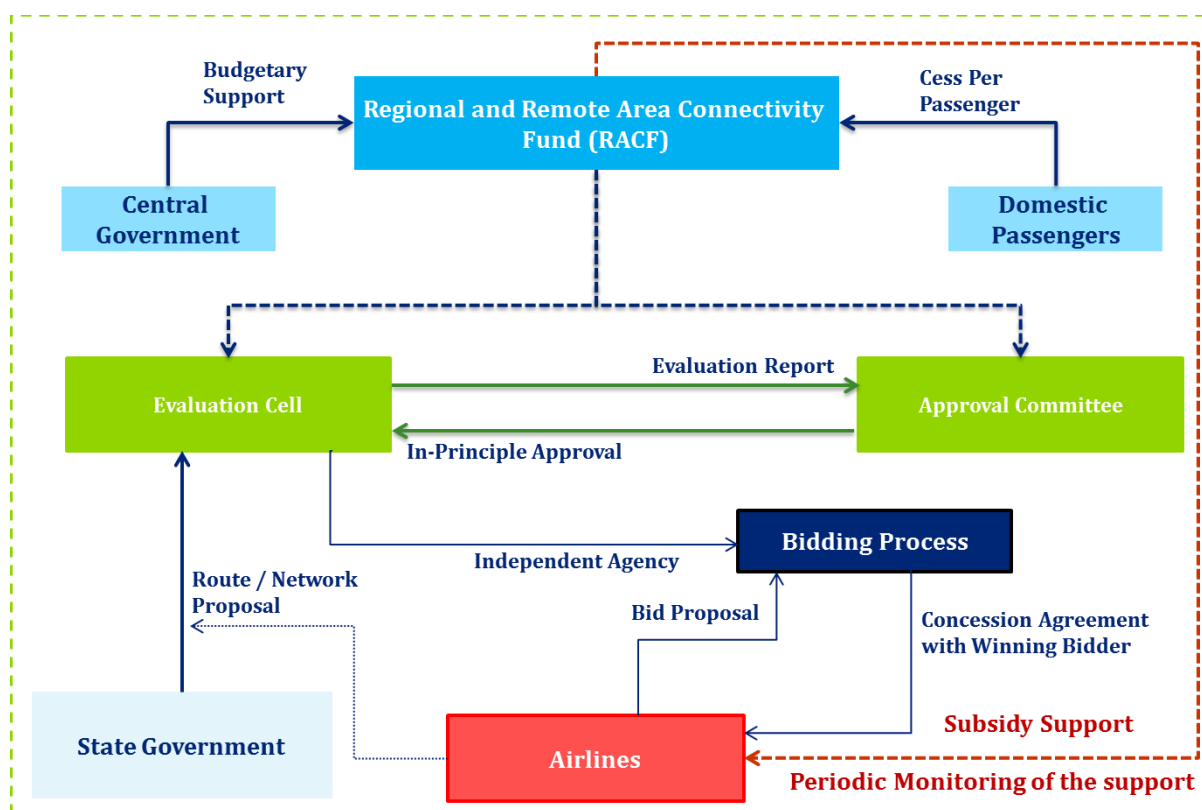 Budgetary
Support
Cess Per
Passenger
Regional and Remote Area Connectivity
Fund (RACF)
Central
Government
Domestic
Passengers
Evaluation Report
Evaluation Cell
Approval Committee
In-Principle Approval
Bidding Process
Independent Agency
Route / Network
Proposal
Bid Proposal
Concession Agreement
with Winning Bidder
Subsidy Support
State Government
Airlines
Periodic Monitoring of the support